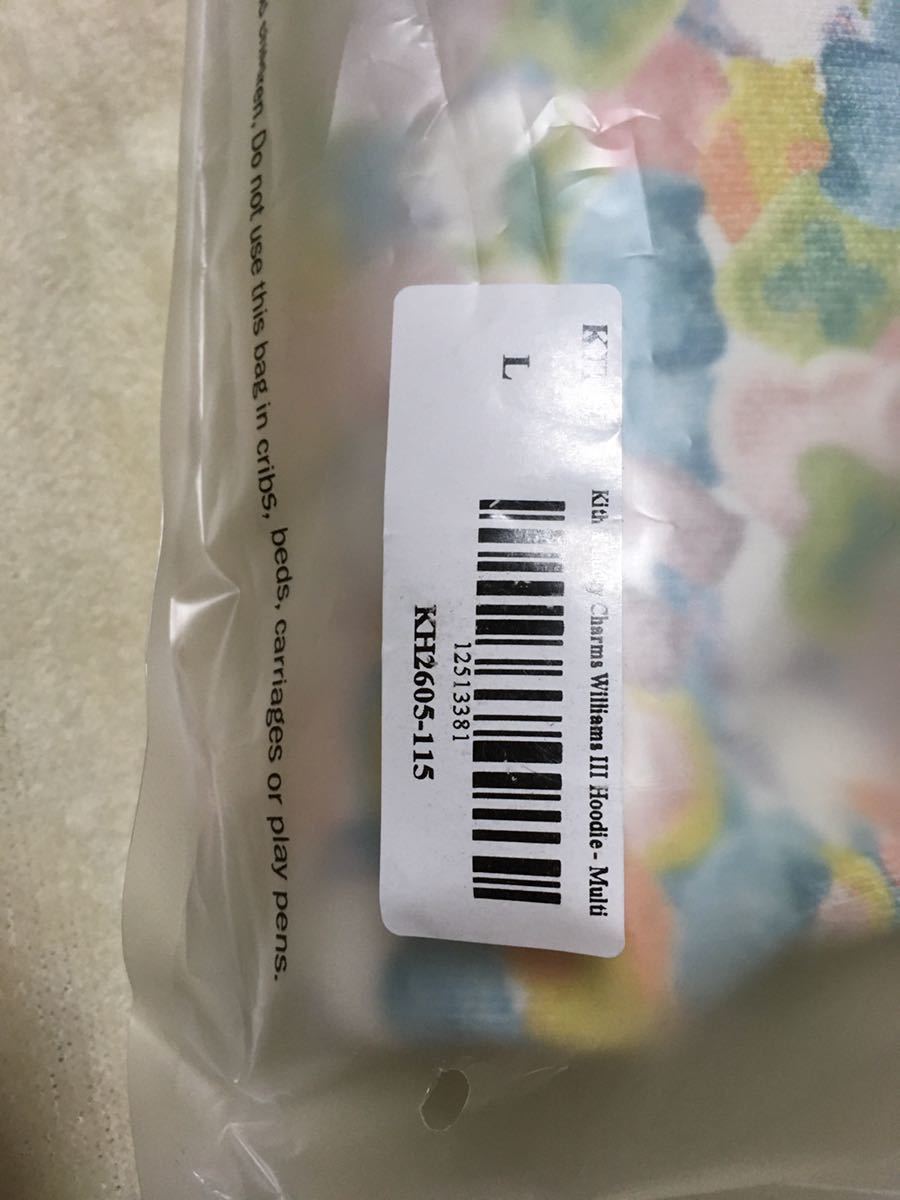 Do not use this bag in cribs, beds, carriages or play pens.
Kith Charms Williams III Hoodie - Multi
L
12513381
KH2605-115